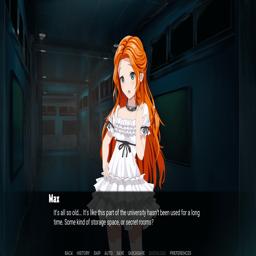 Max
It's all so old... It's like this part of the university hasn't been used for a long
time. Some kind of storage space, or secret rooms?
BACK HISTORY SKIP AUTO SAVE QUICKSAVE QUICKLOAD PREFERENCES